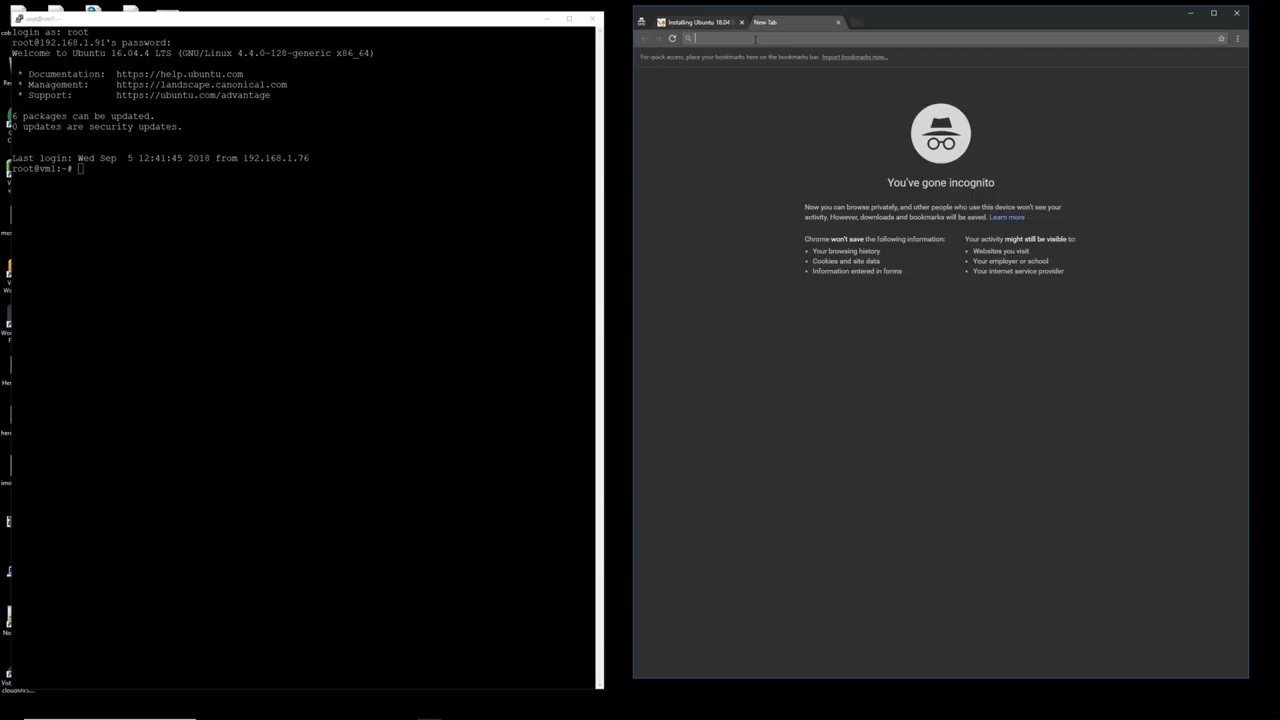 root@vm1:~
login as: root
root@192.168.1.91's password:
Welcome to Ubuntu 16.04.4 LTS (GNU/Linux 4.4.0-128-generic x86_64)
* Documentation:  https://help.ubuntu.com
* Management:     https://landscape.canonical.com
* Support:        https://ubuntu.com/advantage
6 packages can be updated.
0 updates are security updates.
Last login: Wed Sep  5 12:41:45 2018 from 192.168.1.76
root@vm1:~#
Installing Ubuntu 18.04
New Tab
For quick access, place your bookmarks here on the bookmarks bar. Import bookmarks now...
You've gone incognito
Now you can browse privately, and other people who use this device won't see your
activity. However, downloads and bookmarks will be saved. Learn more
Chrome won't save the following information:
• Your browsing history
• Cookies and site data
• Information entered in forms
Your activity might still be visible to:
• Websites you visit
• Your employer or school
• Your internet service provider